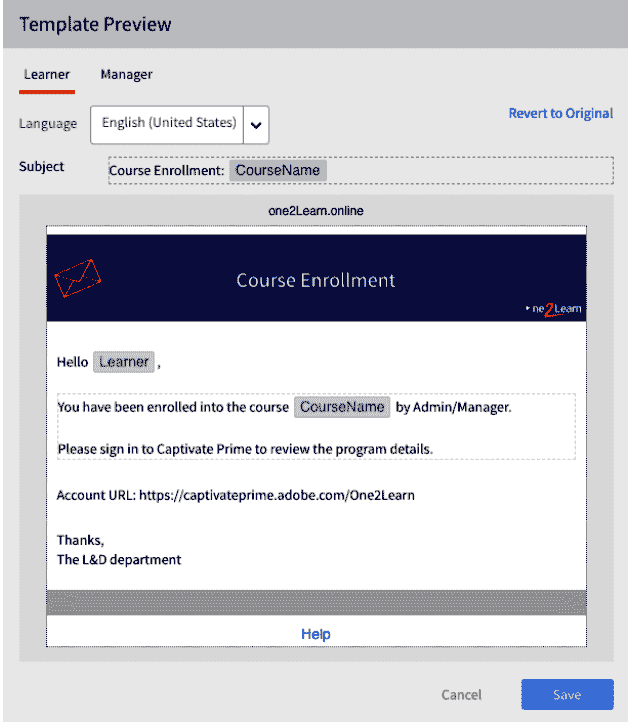 Template Preview
Learner Manager
Language English (United States) Revert to Original
Subject Course Enrollment: CourseName
one2Learn.online
Course Enrollment
ne2Learn
Hello Learner ,
You have been enrolled into the course CourseName by Admin/Manager.
Please sign in to Captivate Prime to review the program details.
Account URL: https://captivateprime.adobe.com/One2Learn
Thanks,
The L&D department
Help
Cancel Save